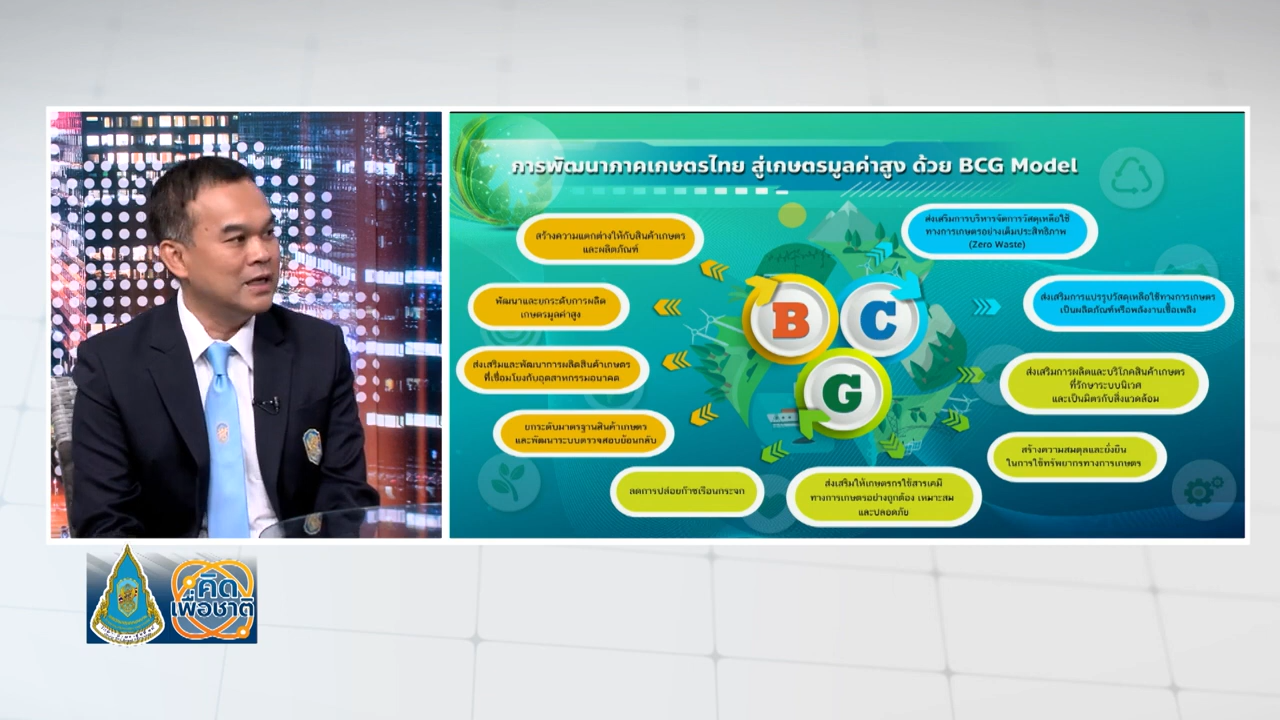 การพัฒนาภาคเกษตรไทย สู่เกษตรมูลค่าสูง ด้วย BCG Model
สร้างความแตกต่างให้กับสินค้าเกษตร
และผลิตภัณฑ์
พัฒนาและยกระดับการผลิต
เกษตรมูลค่าสูง
ส่งเสริมและพัฒนาการผลิตสินค้าเกษตร
ที่เชื่อมโยงกับอุตสาหกรรมอนาคต
ยกระดับมาตรฐานสินค้าเกษตร
และพัฒนาระบบตรวจสอบย้อนกลับ
B
C
G
ส่งเสริมการบริหารจัดการวัสดุเหลือใช้
ทางการเกษตรอย่างเต็มประสิทธิภาพ
(Zero Waste)
ส่งเสริมการแปรรูปวัสดุเหลือใช้ทางการเกษตร
เป็นผลิตภัณฑ์หรือพลังงานเชื้อเพลิง
ส่งเสริมการผลิตและบริโภคสินค้าเกษตร
ที่รักษาระบบนิเวศ
และเป็นมิตรกับสิ่งแวดล้อม
สร้างความสมดุลและยั่งยืน
ในการใช้ทรัพยากรทางการเกษตร
ลดการปล่อยก๊าซเรือนกระจก
ส่งเสริมให้เกษตรกรใช้สารเคมี
ทางการเกษตรอย่างถูกต้อง เหมาะสม
และปลอดภัย
คิด
เพื่อชาติ